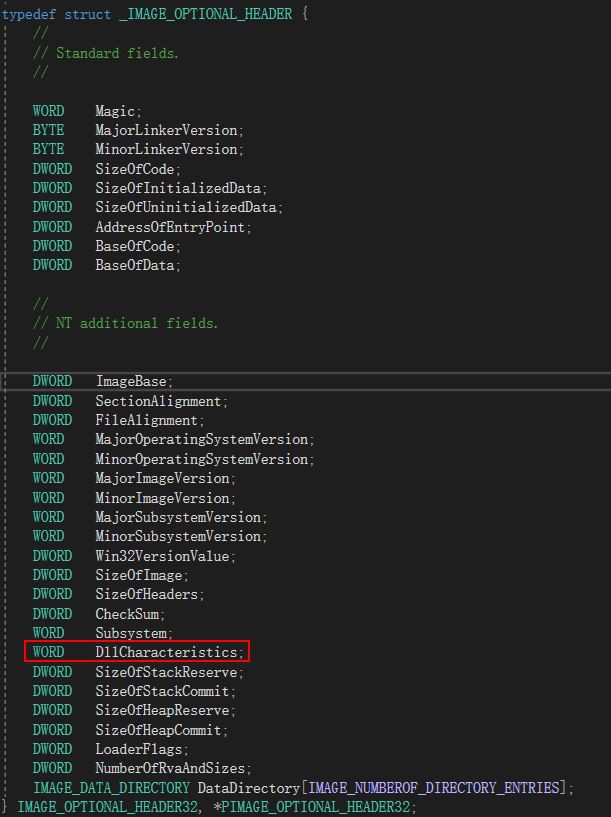 typedef struct _IMAGE_OPTIONAL_HEADER {
//
// Standard fields.
//
WORD Magic;
BYTE MajorLinkerVersion;
BYTE MinorLinkerVersion;
DWORD SizeOfCode;
DWORD SizeOfInitializedData;
DWORD SizeOfUninitializedData;
DWORD AddressOfEntryPoint;
DWORD BaseOfCode;
DWORD BaseOfData;
//
// NT additional fields.
//
DWORD ImageBase;
DWORD SectionAlignment;
DWORD FileAlignment;
WORD MajorOperatingSystemVersion;
WORD MinorOperatingSystemVersion;
WORD MajorImageVersion;
WORD MinorImageVersion;
WORD MajorSubsystemVersion;
WORD MinorSubsystemVersion;
DWORD Win32VersionValue;
DWORD SizeOfImage;
DWORD SizeOfHeaders;
DWORD CheckSum;
WORD Subsystem;
WORD DllCharacteristics;
DWORD SizeOfStackReserve;
DWORD SizeOfStackCommit;
DWORD SizeOfHeapReserve;
DWORD SizeOfHeapCommit;
DWORD LoaderFlags;
DWORD NumberOfRvaAndSizes;
IMAGE_DATA_DIRECTORY DataDirectory[IMAGE_NUMBEROF_DIRECTORY_ENTRIES];
} IMAGE_OPTIONAL_HEADER32, *PIMAGE_OPTIONAL_HEADER32;